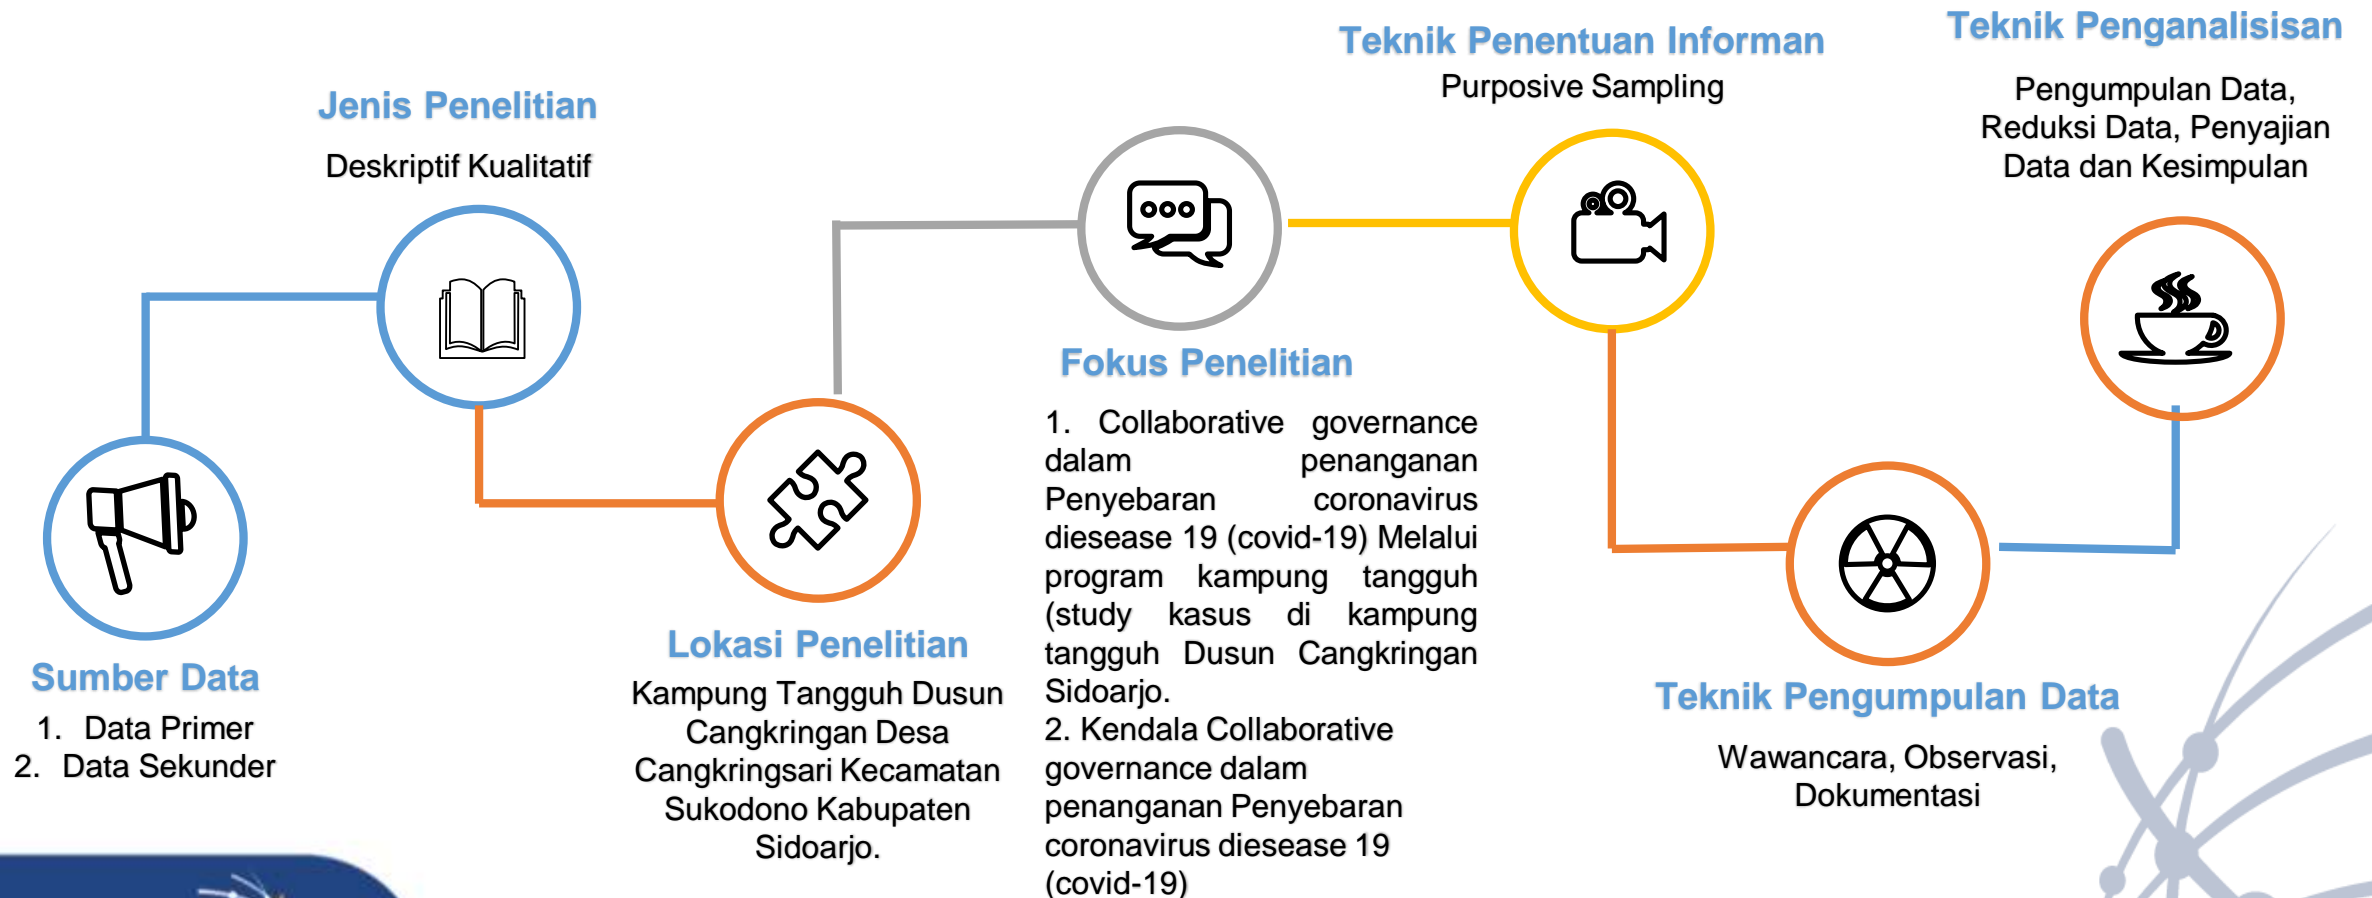 Sumber Data
1. Data Primer
2. Data Sekunder
Jenis Penelitian
Deskriptif Kualitatif
Lokasi Penelitian
Kampung Tangguh Dusun
Cangkringan Desa
Cangkringsari Kecamatan
Sukodono Kabupaten
Sidoarjo.
Fokus Penelitian
1. Collaborative governance
dalam penanganan
Penyebaran coronavirus
diesease 19 (covid-19) Melalui
program kampung tangguh
(study kasus di kampung
tangguh Dusun Cangkringan
Sidoarjo.
2. Kendala Collaborative
governance dalam
penanganan Penyebaran
coronavirus diesease 19
(covid-19)
Teknik Penentuan Informan
Purposive Sampling
Teknik Pengumpulan Data
Wawancara, Observasi,
Dokumentasi
Teknik Penganalisisan
Pengumpulan Data,
Reduksi Data, Penyajian
Data dan Kesimpulan